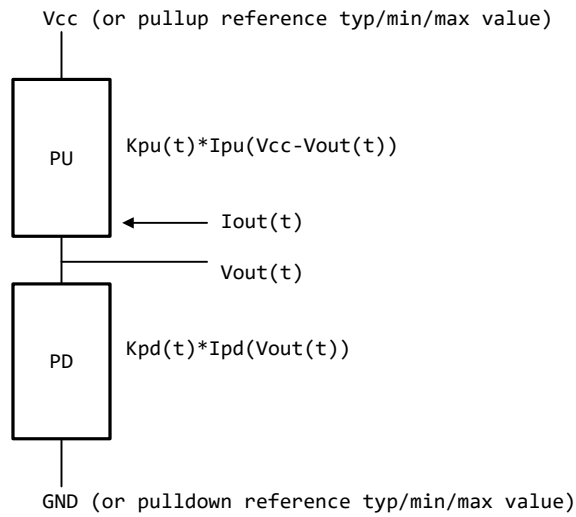 Vcc (or pullup reference typ/min/max value)
PU
Kpu(t)*Ipu(Vcc-Vout(t))
Iout(t)
Vout(t)
PD
Kpd(t)*Ipd(Vout(t))
GND (or pulldown reference typ/min/max value)